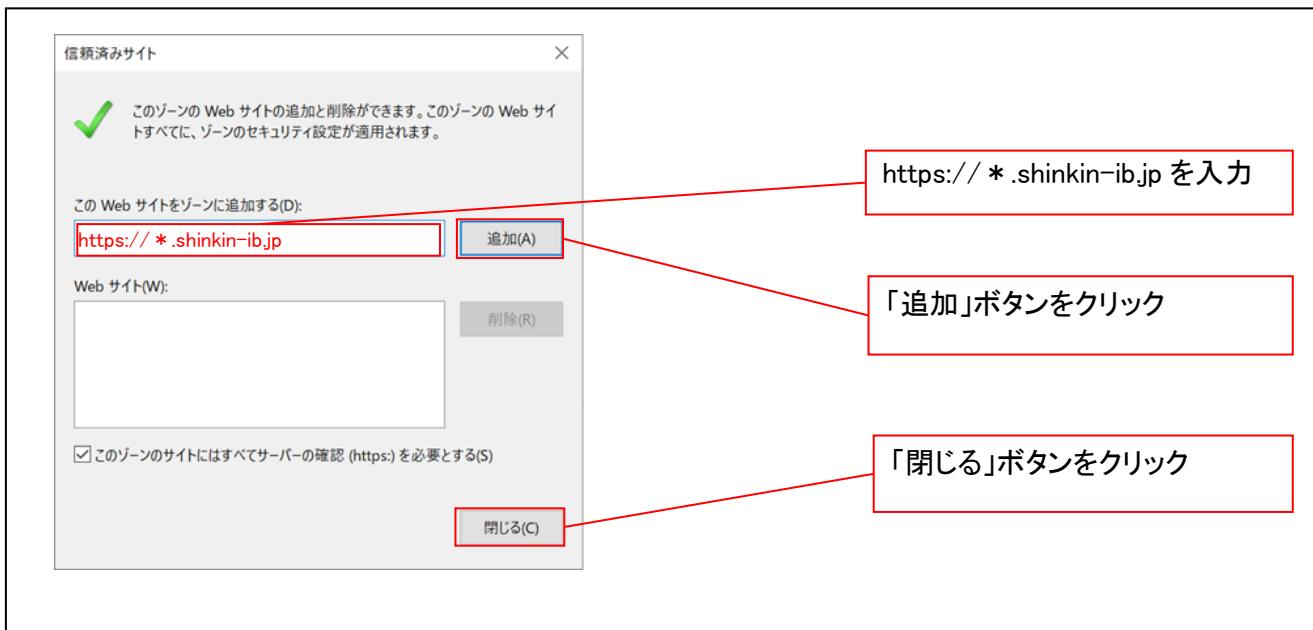 信頼済みサイト
このゾーンの Web サイトの追加と削除ができます。このゾーンの Web サイ
トすべてに、ゾーンのセキュリティ設定が適用されます。
この Web サイトをゾーンに追加する(D):
https://＊.shinkin-ib.jp
追加(A)
Web サイト(W):
削除(R)
このゾーンのサイトにはすべてサーバーの確認 (https:) を必要とする(S)
閉じる(C)
https://＊.shinkin-ib.jp を入力
「追加」ボタンをクリック
「閉じる」ボタンをクリック